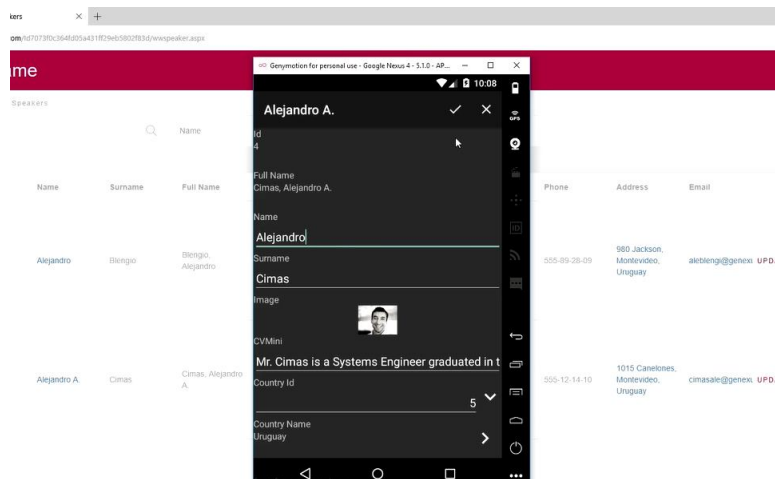 kers
om/Id7073f0c364fd05a431ff29eb5802f83d/wwspeaker.aspx
me
Speakers
Name
Name Surname Full Name Phone Address Email
Alejandro Blengio Blengio, Alejandro 555-89-28-09 980 Jackson, Montevideo, Uruguay aleblengi@genexu UPD
Alejandro A. Cimas Cimas, Alejandro A. 555-12-14-10 1015 Canelones, Montevideo, Uruguay cimasale@genexu UPD
Genymotion for personal use - Google Nexus 4 - 5.1.0 - AP...
10:08
Alejandro A.
Id
4
Full Name
Cimas, Alejandro A.
Name
Alejandro
Surname
Cimas
Image
CVMini
Mr. Cimas is a Systems Engineer graduated in t
Country Id
5
Country Name
Uruguay
GPS
ID